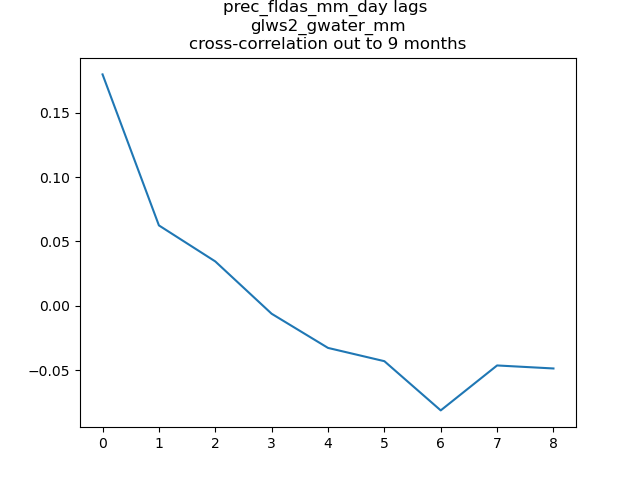 prec_fldas_mm_day lags
glws2_gwater_mm
cross-correlation out to 9 months
0.15
0.10
0.05
0.00
−0.05
0 1 2 3 4 5 6 7 8